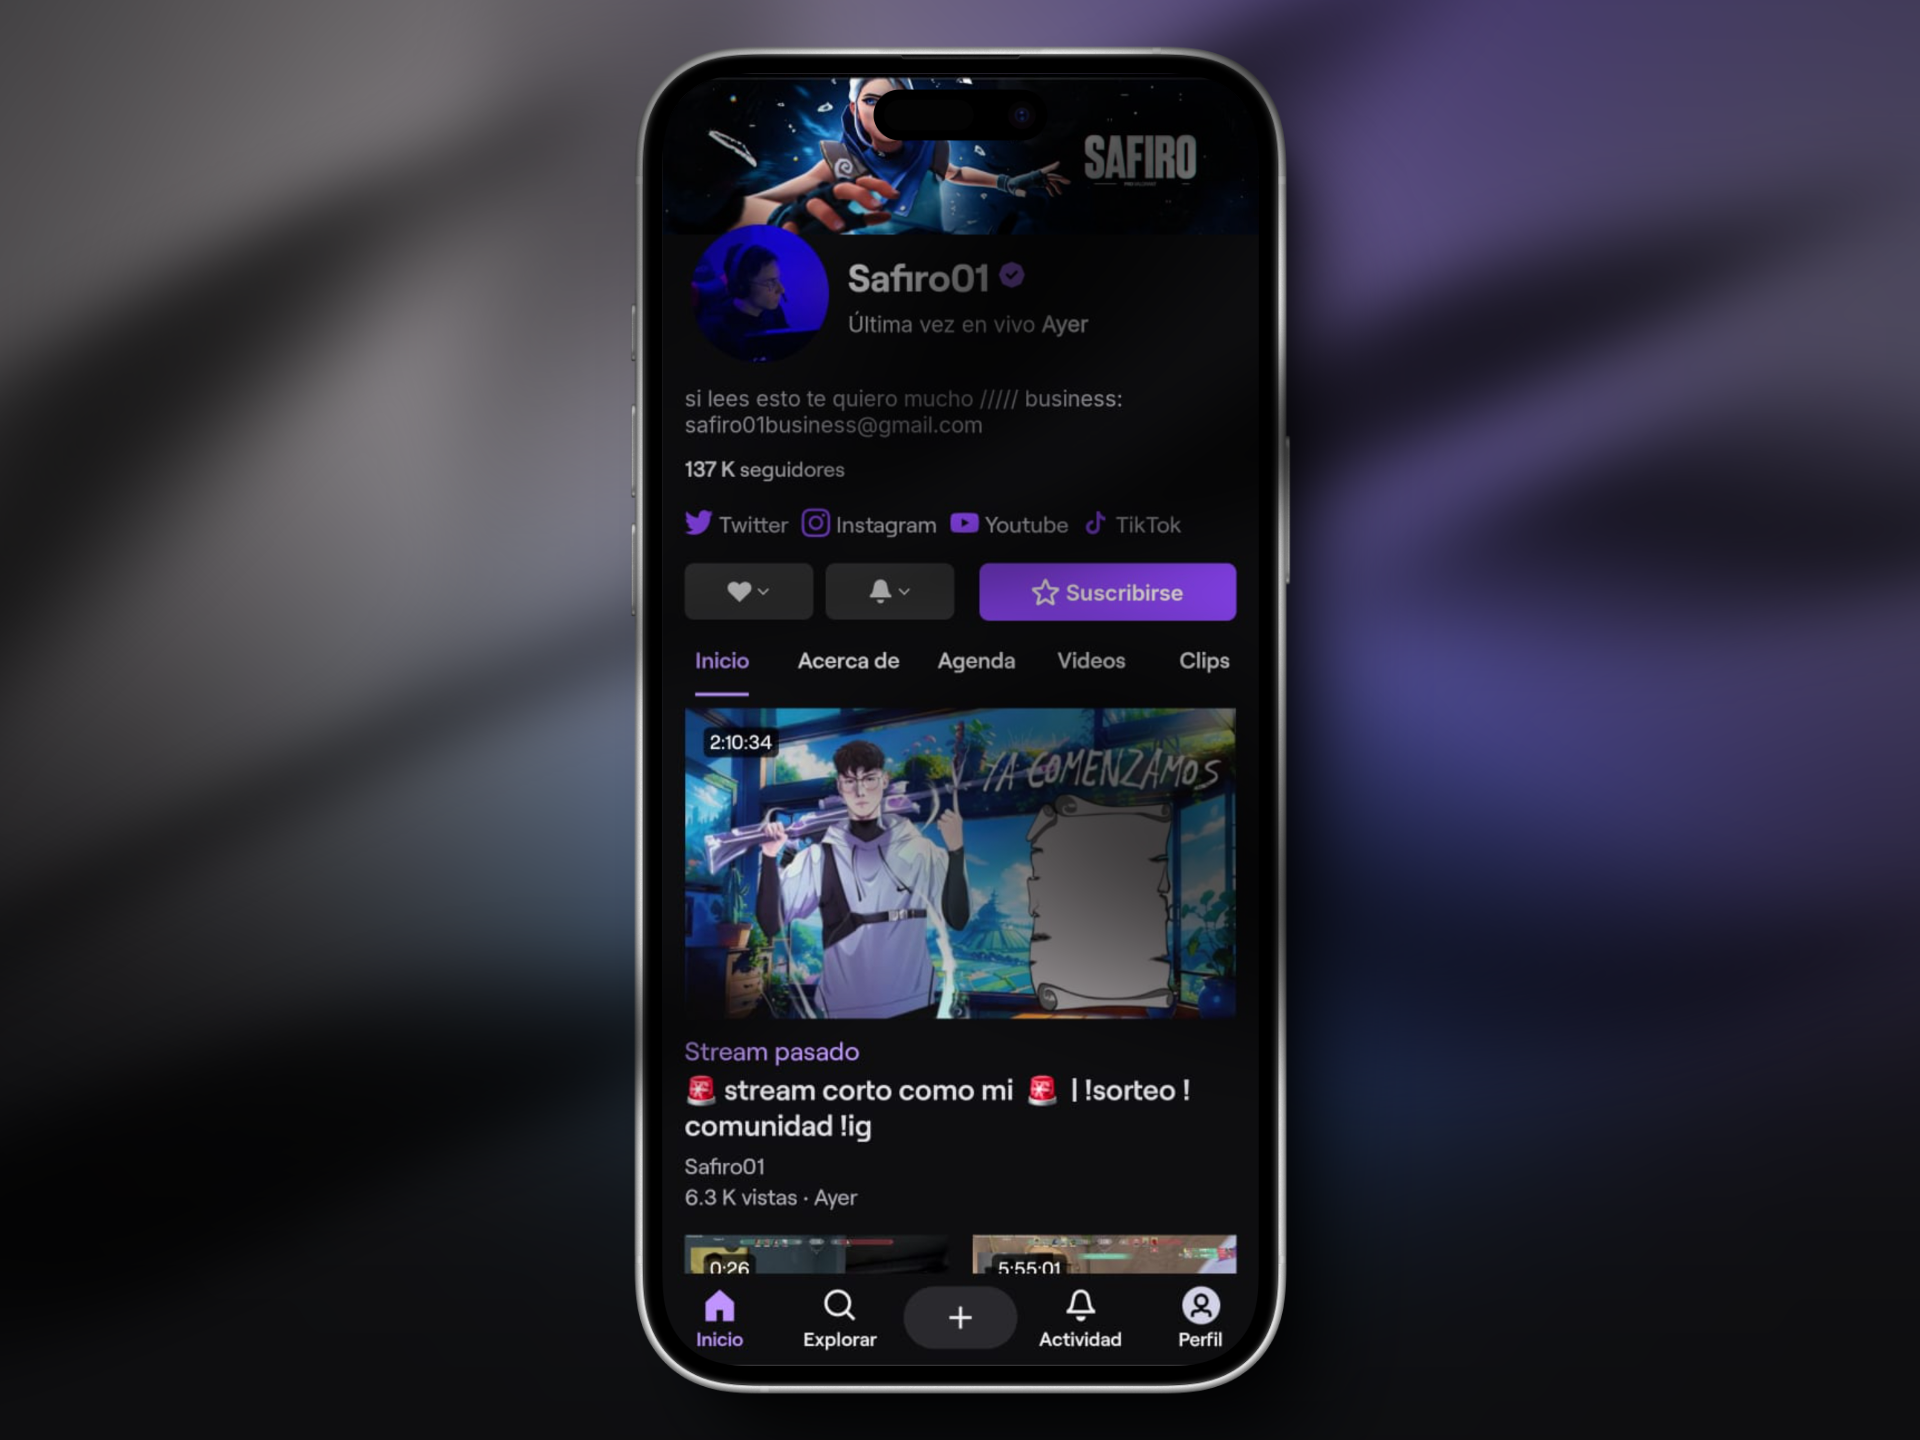 SAFIRO
Safiro01
Última vez en vivo Ayer
si lees esto te quiero mucho ///// business:
safiro01business@gmail.com
137 K seguidores
Twitter Instagram Youtube TikTok
Suscribirse
Inicio Acerca de Agenda Videos Clips
2:10:34
YA COMENZAMOS
Stream pasado
🚨 stream corto como mi 🚨 | !sorteo !
comunidad !ig
Safiro01
6.3 K vistas · Ayer
0:26 5:55:01
Inicio Explorar + Actividad Perfil